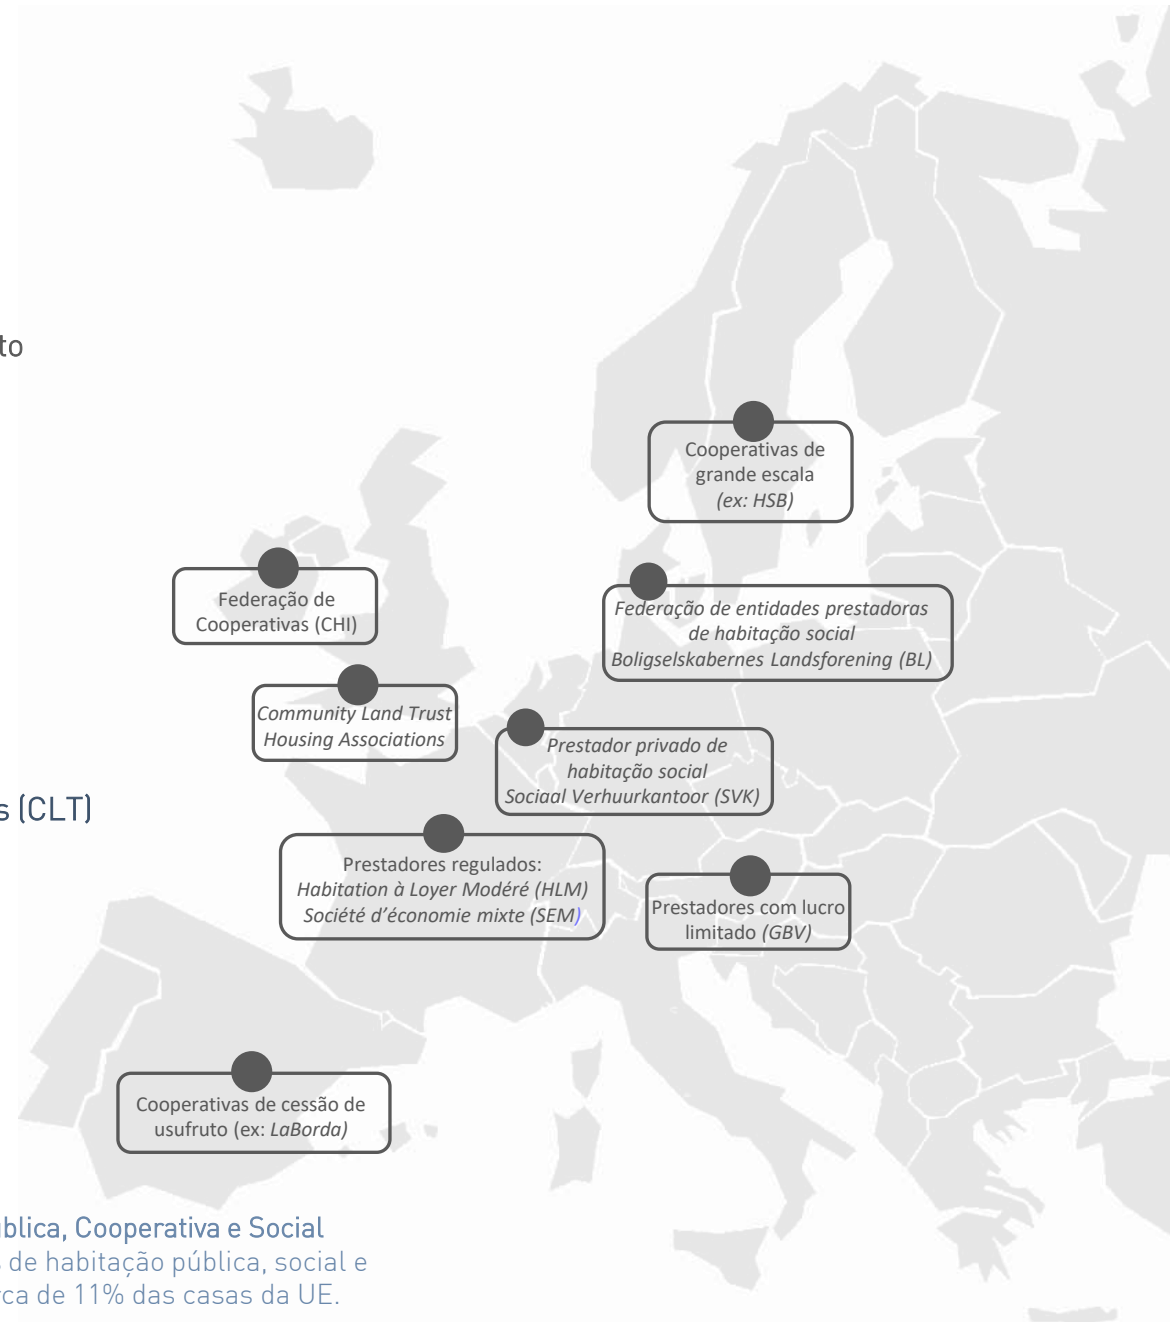 to
Cooperativas de
grande escala
(ex: HSB)
Federação de
Cooperativas (CHI)
Federação de entidades prestadoras
de habitação social
Boligselskabernes Landsforening (BL)
Community Land Trust
Housing Associations
Prestador privado de
habitação social
Sociaal Verhuurkantoor (SVK)
s (CLT)
Prestadores regulados:
Habitation à Loyer Modéré (HLM)
Société d’économie mixte (SEM)
Prestadores com lucro
limitado (GBV)
Cooperativas de cessão de
usufruto (ex: LaBorda)
ública, Cooperativa e Social
s de habitação pública, social e
rca de 11% das casas da UE.